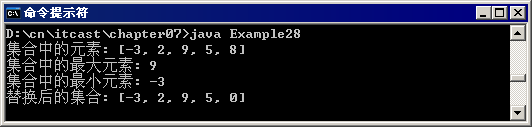 命令提示符
D:\cn\itcast\chapter07>java Example28
集合中的元素: [-3, 2, 9, 5, 8]
集合中的最大元素: 9
集合中的最小元素: -3
替换后的集合: [-3, 2, 9, 5, 0]